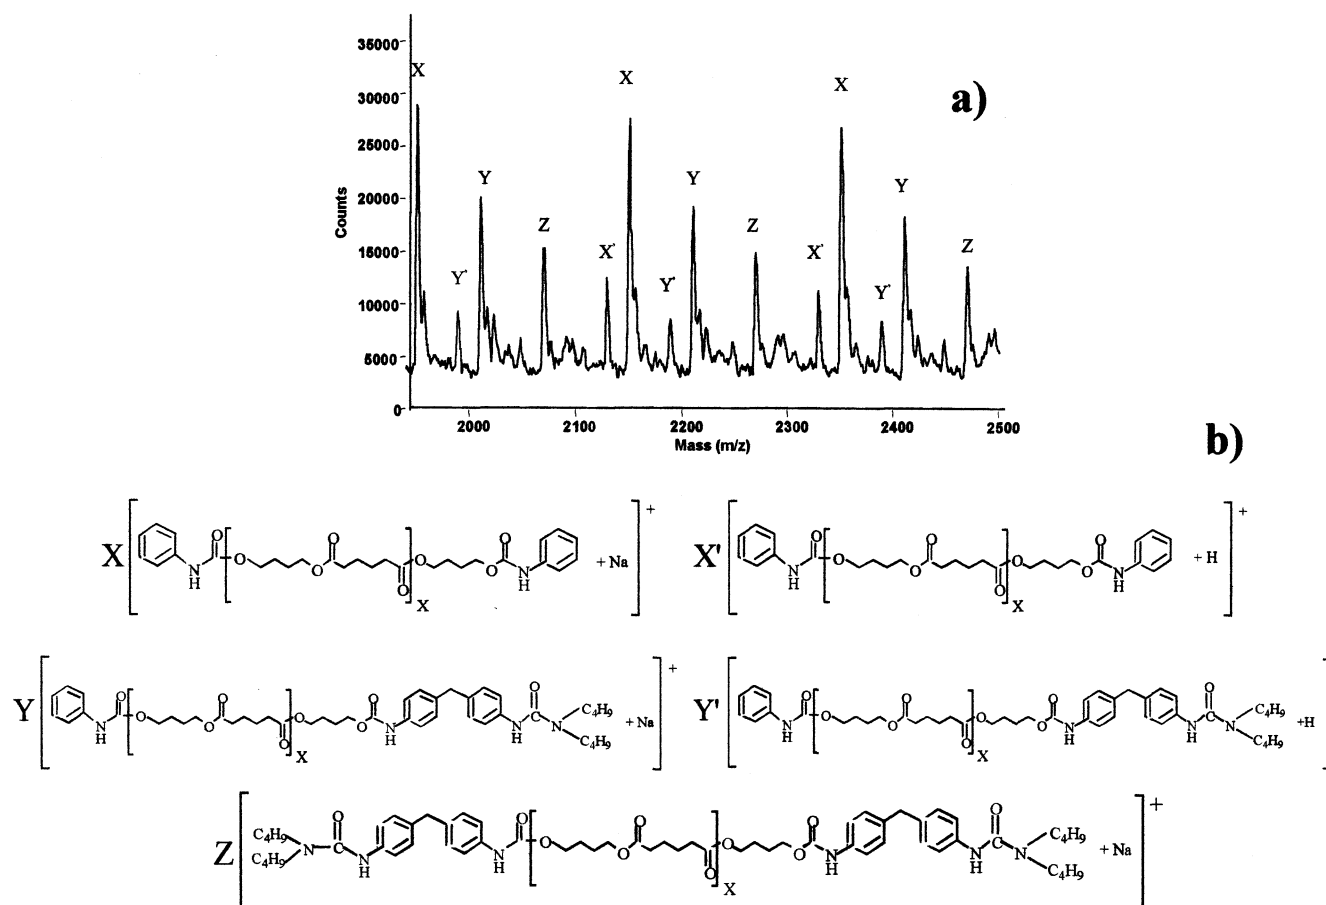 a)
35000
30000
25000
20000
15000
10000
5000
0
Counts
X Y' Y Z X' X Y' Y Z X' X Y' Y Z
2000 2100 2200 2300 2400 2500
Mass (m/z)
b)
X [ N H O O O O O O O N H ] X + Na +
X' [ N H O O O O O O O N H ] X + H +
Y [ N H O O O O O O O N H N H O C N C4H9 C4H9 ] X + Na +
Y' [ N H O O O O O O O N H N H O C N C4H9 C4H9 ] X +H
Z [ C4H9 C4H9 N O C N H N H O O O O O O O N H N H O C N C4H9 C4H9 ] X + Na +